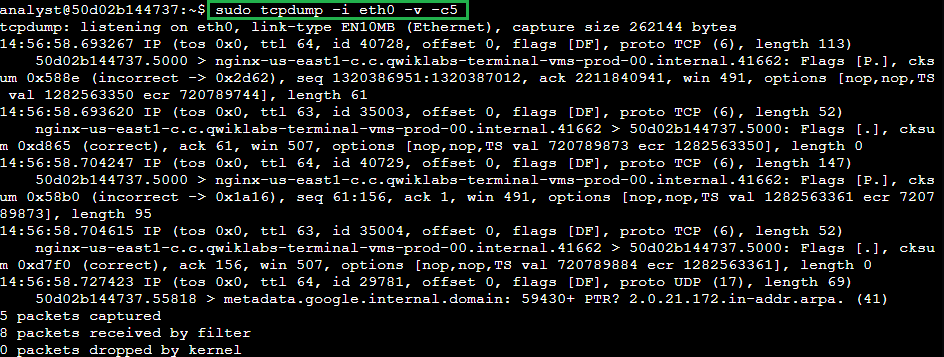 analyst@50d02b144737:~$ sudo tcpdump -i eth0 -v -c5
tcpdump: listening on eth0, link-type EN10MB (Ethernet), capture size 262144 bytes
14:56:58.693267 IP (tos 0x0, ttl 64, id 40728, offset 0, flags [DF], proto TCP (6), length 113)
    50d02b144737.5000 > nginx-us-east1-c.c.qwiklabs-terminal-vms-prod-00.internal.41662: Flags [P.], cks
um 0x588e (incorrect -> 0x2d62), seq 1320386951:1320387012, ack 2211840941, win 491, options [nop,nop,TS
 val 1282563350 ecr 720789744], length 61
14:56:58.693620 IP (tos 0x0, ttl 63, id 35003, offset 0, flags [DF], proto TCP (6), length 52)
    nginx-us-east1-c.c.qwiklabs-terminal-vms-prod-00.internal.41662 > 50d02b144737.5000: Flags [.], cksu
m 0xd865 (correct), ack 61, win 507, options [nop,nop,TS val 720789873 ecr 1282563350], length 0
14:56:58.704247 IP (tos 0x0, ttl 64, id 40729, offset 0, flags [DF], proto TCP (6), length 147)
    50d02b144737.5000 > nginx-us-east1-c.c.qwiklabs-terminal-vms-prod-00.internal.41662: Flags [P.], cks
um 0x58b0 (incorrect -> 0x1a16), seq 61:156, ack 1, win 491, options [nop,nop,TS val 1282563361 ecr 7207
89873], length 95
14:56:58.704615 IP (tos 0x0, ttl 63, id 35004, offset 0, flags [DF], proto TCP (6), length 52)
    nginx-us-east1-c.c.qwiklabs-terminal-vms-prod-00.internal.41662 > 50d02b144737.5000: Flags [.], cksu
m 0xd7f0 (correct), ack 156, win 507, options [nop,nop,TS val 720789884 ecr 1282563361], length 0
14:56:58.727423 IP (tos 0x0, ttl 64, id 29781, offset 0, flags [DF], proto UDP (17), length 69)
    50d02b144737.55818 > metadata.google.internal.domain: 59430+ PTR? 2.0.21.172.in-addr.arpa. (41)
5 packets captured
8 packets received by filter
0 packets dropped by kernel